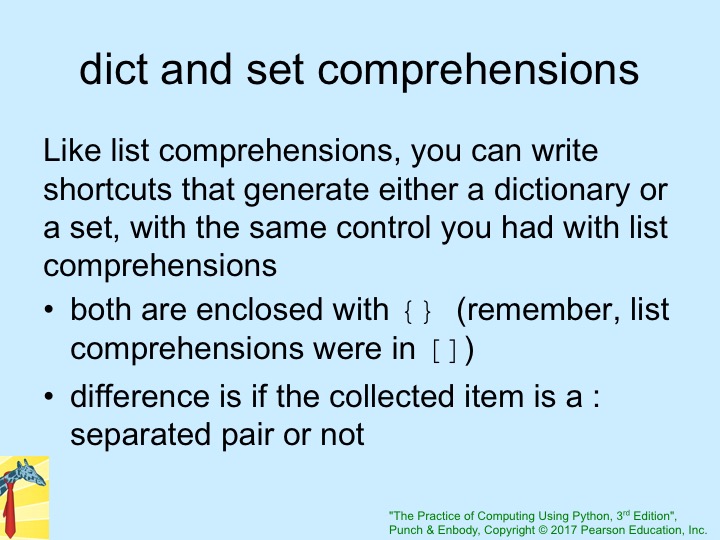 dict and set comprehensions
Like list comprehensions, you can write
shortcuts that generate either a dictionary or
a set, with the same control you had with list
comprehensions
• both are enclosed with {} (remember, list
comprehensions were in [])
• difference is if the collected item is a :
separated pair or not
"The Practice of Computing Using Python, 3rd Edition",
Punch & Enbody, Copyright © 2017 Pearson Education, Inc.